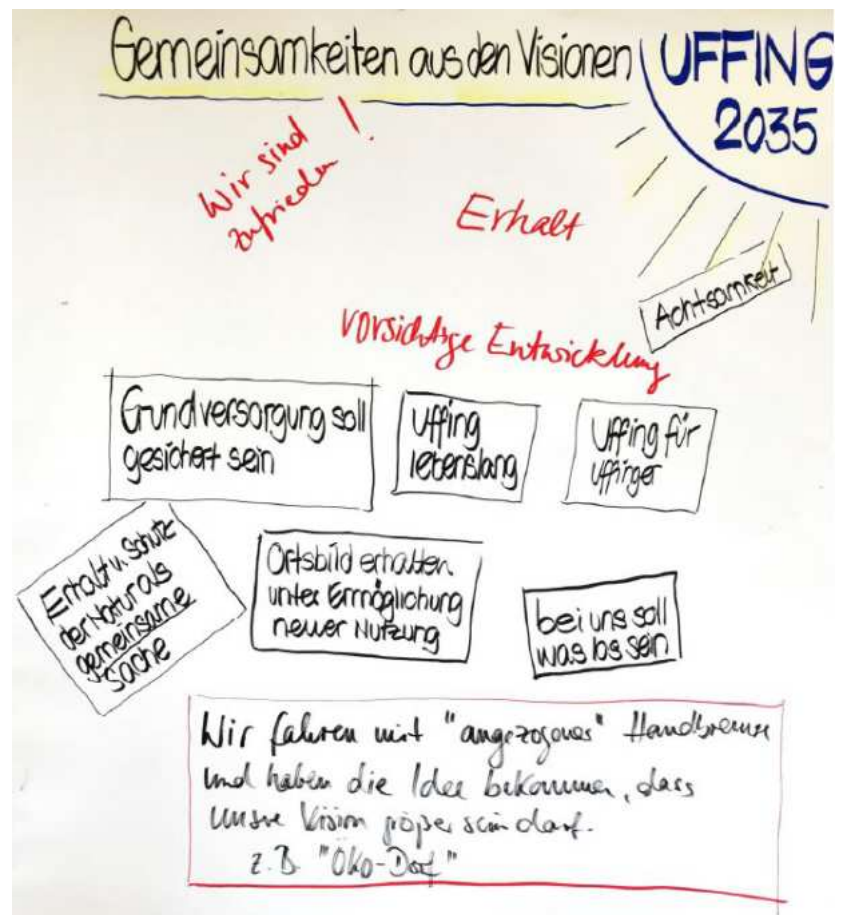 Gemeinsamkeiten aus den Visionen
UFFING
2035
Wir sind
zufrieden !
Erhalt
Achtsamkeit
vorsichtige Entwicklung
Grundversorgung soll
gesichert sein
Uffing
lebenslang
Uffing für
Uffinger
Erhalt u. Schutz
der Natur als
gemeinsame
Sache
Ortsbild erhalten
unter Ermöglichung
neuer Nutzung
bei uns soll
was los sein
Wir fahren mit "angezogener" Handbremse
und haben die Idee bekommen, dass
unsre Vision größer sein darf.
z.B. "Öko-Dorf"